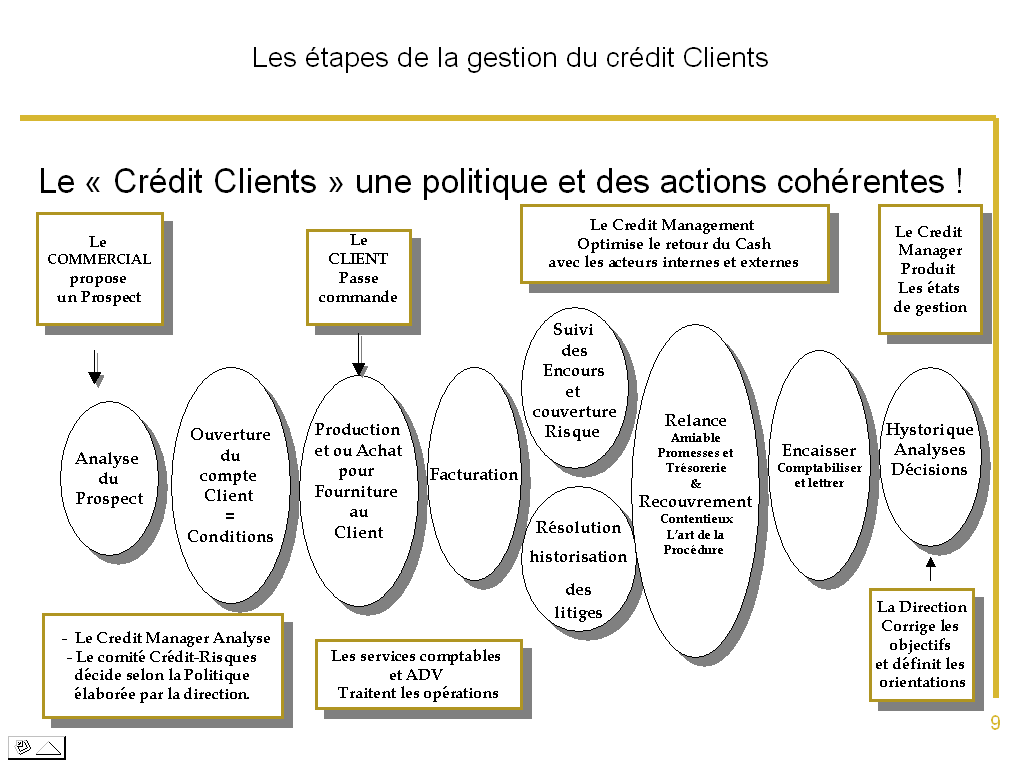 Les étapes de la gestion du crédit Clients
Le « Crédit Clients » une politique et des actions cohérentes !
Le
COMMERCIAL
propose
un Prospect
Le
CLIENT
Passe
commande
Le Credit Management
Optimise le retour du Cash
avec les acteurs internes et externes
Le Credit
Manager
Produit
Les états
de gestion
Analyse
du
Prospect
Ouverture
du
compte
Client
=
Conditions
Production
et ou Achat
pour
Fourniture
au
Client
Facturation
Suivi
des
Encours
et
couverture
Risque
Résolution
historisation
des
litiges
Relance
Amiable
Promesses et
Trésorerie
&
Recouvrement
Contentieux
L'art de la
Procédure
Encaisser
Comptabiliser
et lettrer
Hystorique
Analyses
Décisions
- Le Credit Manager Analyse
- Le comité Crédit-Risques
décide selon la Politique
élaborée par la direction.
Les services comptables
et ADV
Traitent les opérations
La Direction
Corrige les
objectifs
et définit les
orientations
9